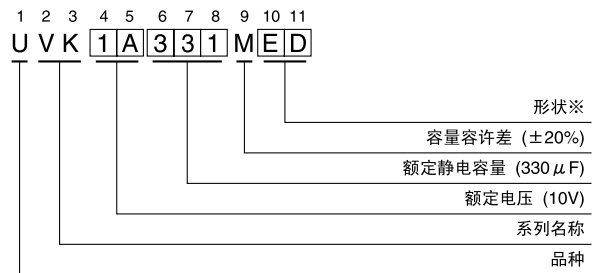 1 2 3 4 5 6 7 8 9 10 11
U V K 1 A 3 3 1 M E D
形状※
容量容许差 (±20%)
额定静电容量 (330μF)
额定电压 (10V)
系列名称
品种